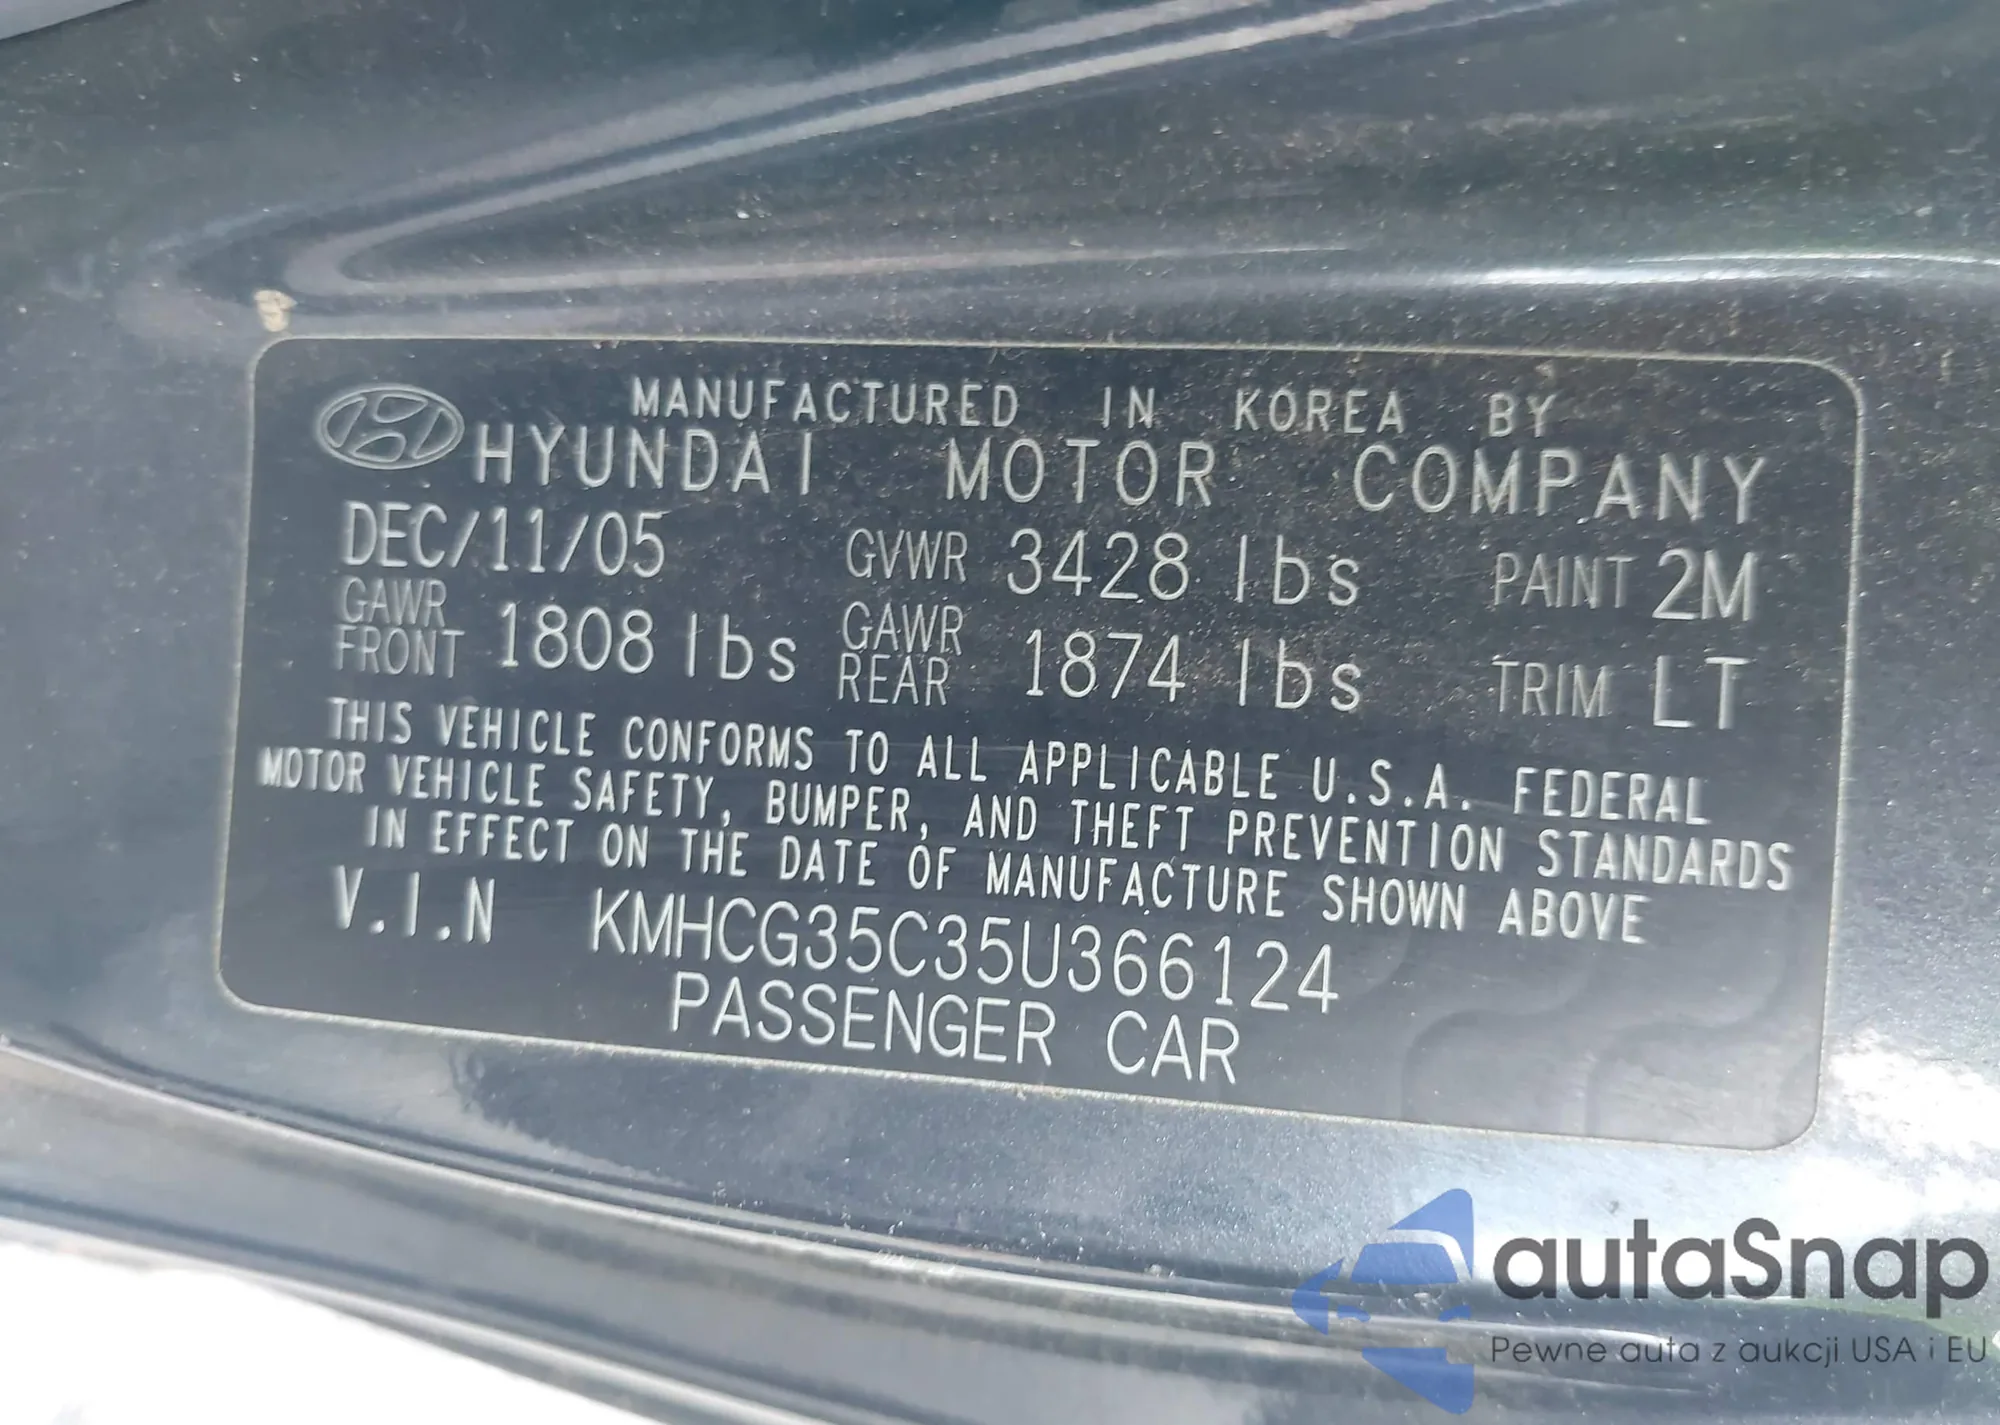 MANUFACTURED IN KOREA BY
HYUNDAI MOTOR COMPANY
DEC/11/05 GVWR 3428 lbs PAINT 2M
GAWR FRONT 1808 lbs GAWR REAR 1874 lbs TRIM LT
THIS VEHICLE CONFORMS TO ALL APPLICABLE U.S.A. FEDERAL
MOTOR VEHICLE SAFETY, BUMPER, AND THEFT PREVENTION STANDARDS
IN EFFECT ON THE DATE OF MANUFACTURE SHOWN ABOVE
V.I.N KMHCG35C35U366124
PASSENGER CAR
autaSnap
Pewne auta z aukcji USA i EU